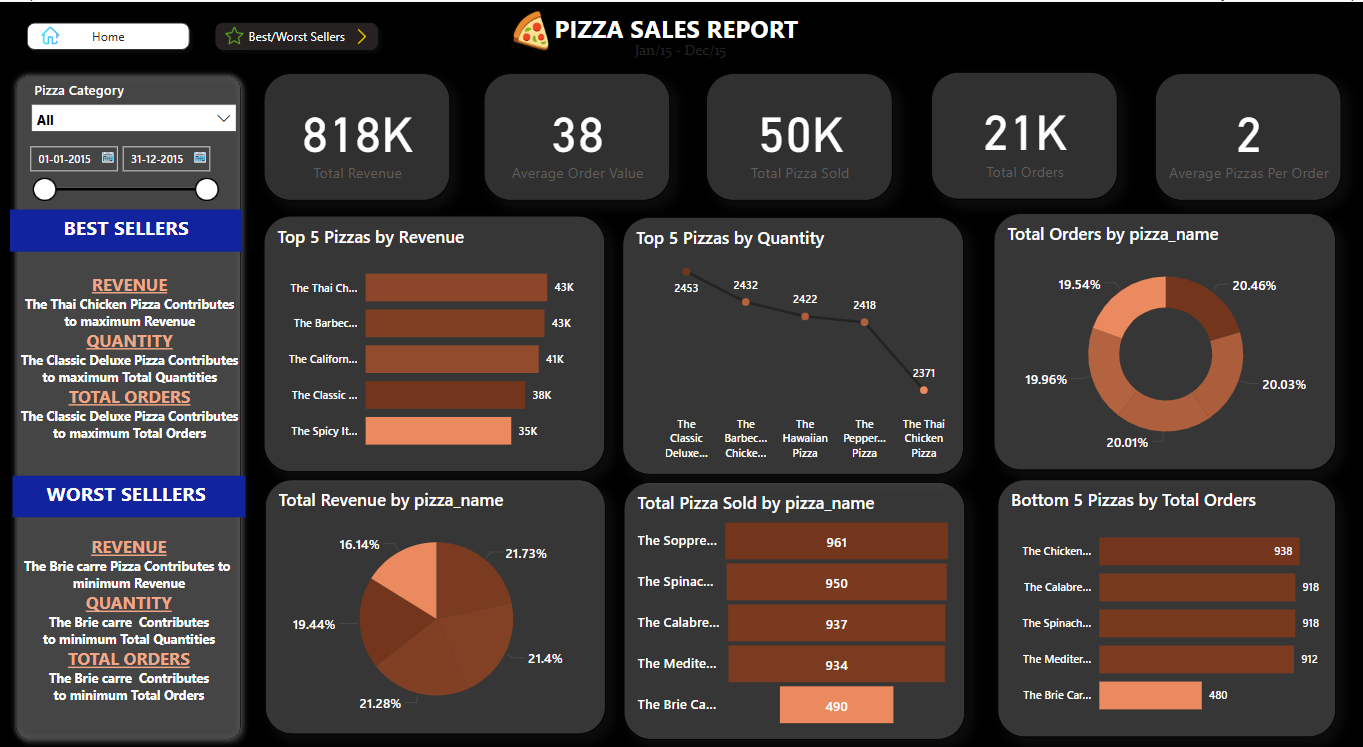 Home
Best/Worst Sellers
PIZZA SALES REPORT
Jan/15 - Dec/15
Pizza Category
All
01-01-2015
31-12-2015
BEST SELLERS
REVENUE
The Thai Chicken Pizza Contributes
to maximum Revenue
QUANTITY
The Classic Deluxe Pizza Contributes
to maximum Total Quantities
TOTAL ORDERS
The Classic Deluxe Pizza Contributes
to maximum Total Orders
WORST SELLLERS
REVENUE
The Brie carre Pizza Contributes to
minimum Revenue
QUANTITY
The Brie carre  Contributes
to minimum Total Quantities
TOTAL ORDERS
The Brie carre  Contributes
to minimum Total Orders
818K
Total Revenue
38
Average Order Value
50K
Total Pizza Sold
21K
Total Orders
2
Average Pizzas Per Order
Top 5 Pizzas by Revenue
The Thai Ch... 43K
The Barbec... 43K
The Californ... 41K
The Classic ... 38K
The Spicy It... 35K
Top 5 Pizzas by Quantity
2453
2432
2422
2418
2371
The
Classic
Deluxe...
The
Barbec...
Chicke...
The
Hawaiian
Pizza
The
Pepper...
Pizza
The Thai
Chicken
Pizza
Total Orders by pizza_name
19.54%
20.46%
19.96%
20.03%
20.01%
Total Revenue by pizza_name
16.14%
21.73%
19.44%
21.4%
21.28%
Total Pizza Sold by pizza_name
The Soppre... 961
The Spinac... 950
The Calabre... 937
The Medite... 934
The Brie Ca... 490
Bottom 5 Pizzas by Total Orders
The Chicken... 938
The Calabre... 918
The Spinach... 918
The Mediter... 912
The Brie Car... 480